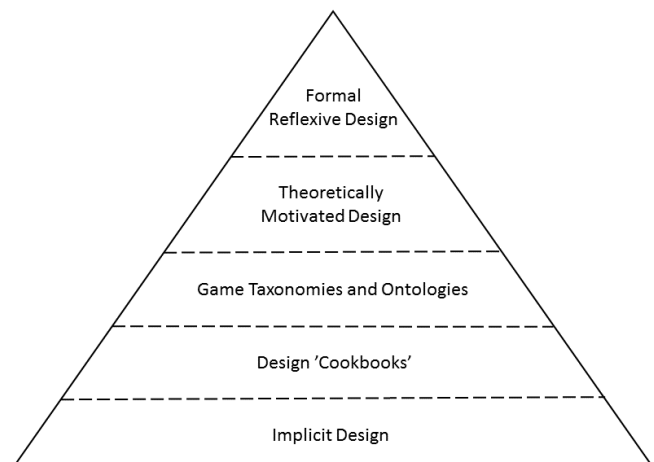 Formal
Reflexive Design
Theoretically
Motivated Design
Game Taxonomies and Ontologies
Design ’Cookbooks’
Implicit Design